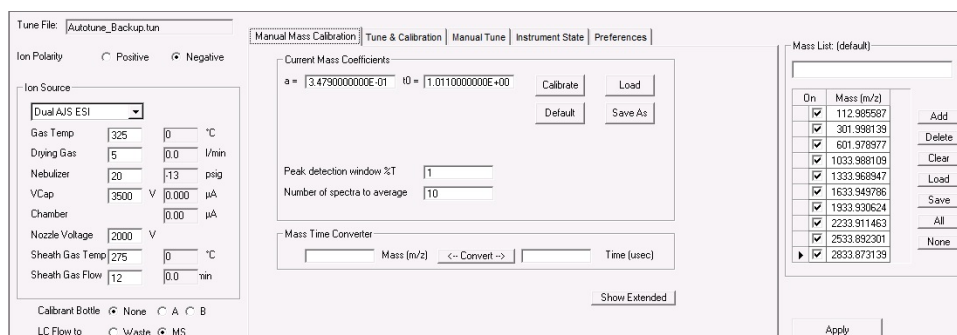 Tune File: Autotune_Backup.tun
Ion Polarity Positive Negative
Ion Source
Dual AJS ESI
Gas Temp 325 0 °C
Drying Gas 5 0.0 l/min
Nebulizer 20 -13 psig
VCap 3500 V 0.000 µA
Chamber 0.00 µA
Nozzle Voltage 2000 V
Sheath Gas Temp 275 0 °C
Sheath Gas Flow 12 0.0 min
Calibrant Bottle None A B
LC Flow to Waste MS
Manual Mass Calibration Tune & Calibration Manual Tune Instrument State Preferences
Current Mass Coefficients
a = 3.4790000000E-01 t0 = 1.0110000000E+00 Calibrate Load
Default Save As
Peak detection window %T 1
Number of spectra to average 10
Mass Time Converter
Mass (m/z) <-- Convert --> Time (usec)
Show Extended
Mass List: (default)
On Mass (m/z)
112.985587
301.998139
601.978977
1033.988109
1333.968947
1633.949786
1933.930624
2233.911463
2533.892301
2833.873139
Add
Delete
Clear
Load
Save
All
None
Apply